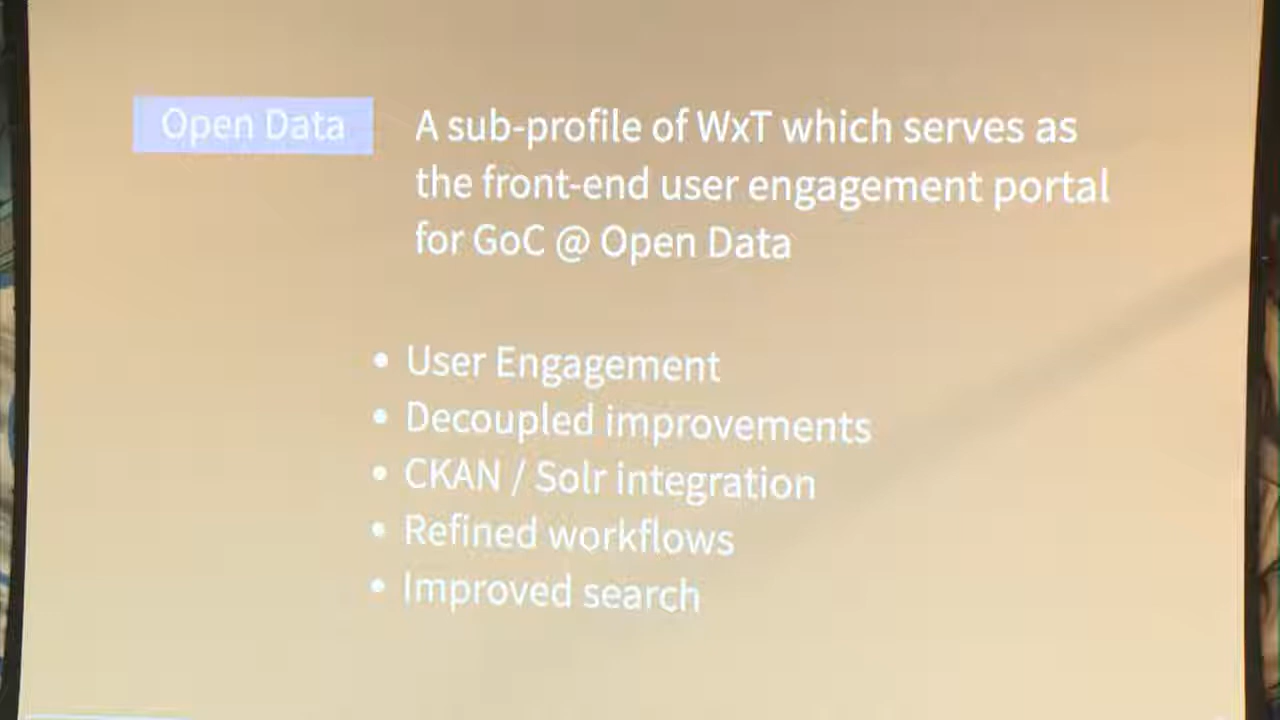 Open Data
A sub-profile of WxT which serves as
the front-end user engagement portal
for GoC @ Open Data
• User Engagement
• Decoupled improvements
• CKAN / Solr integration
• Refined workflows
• Improved search